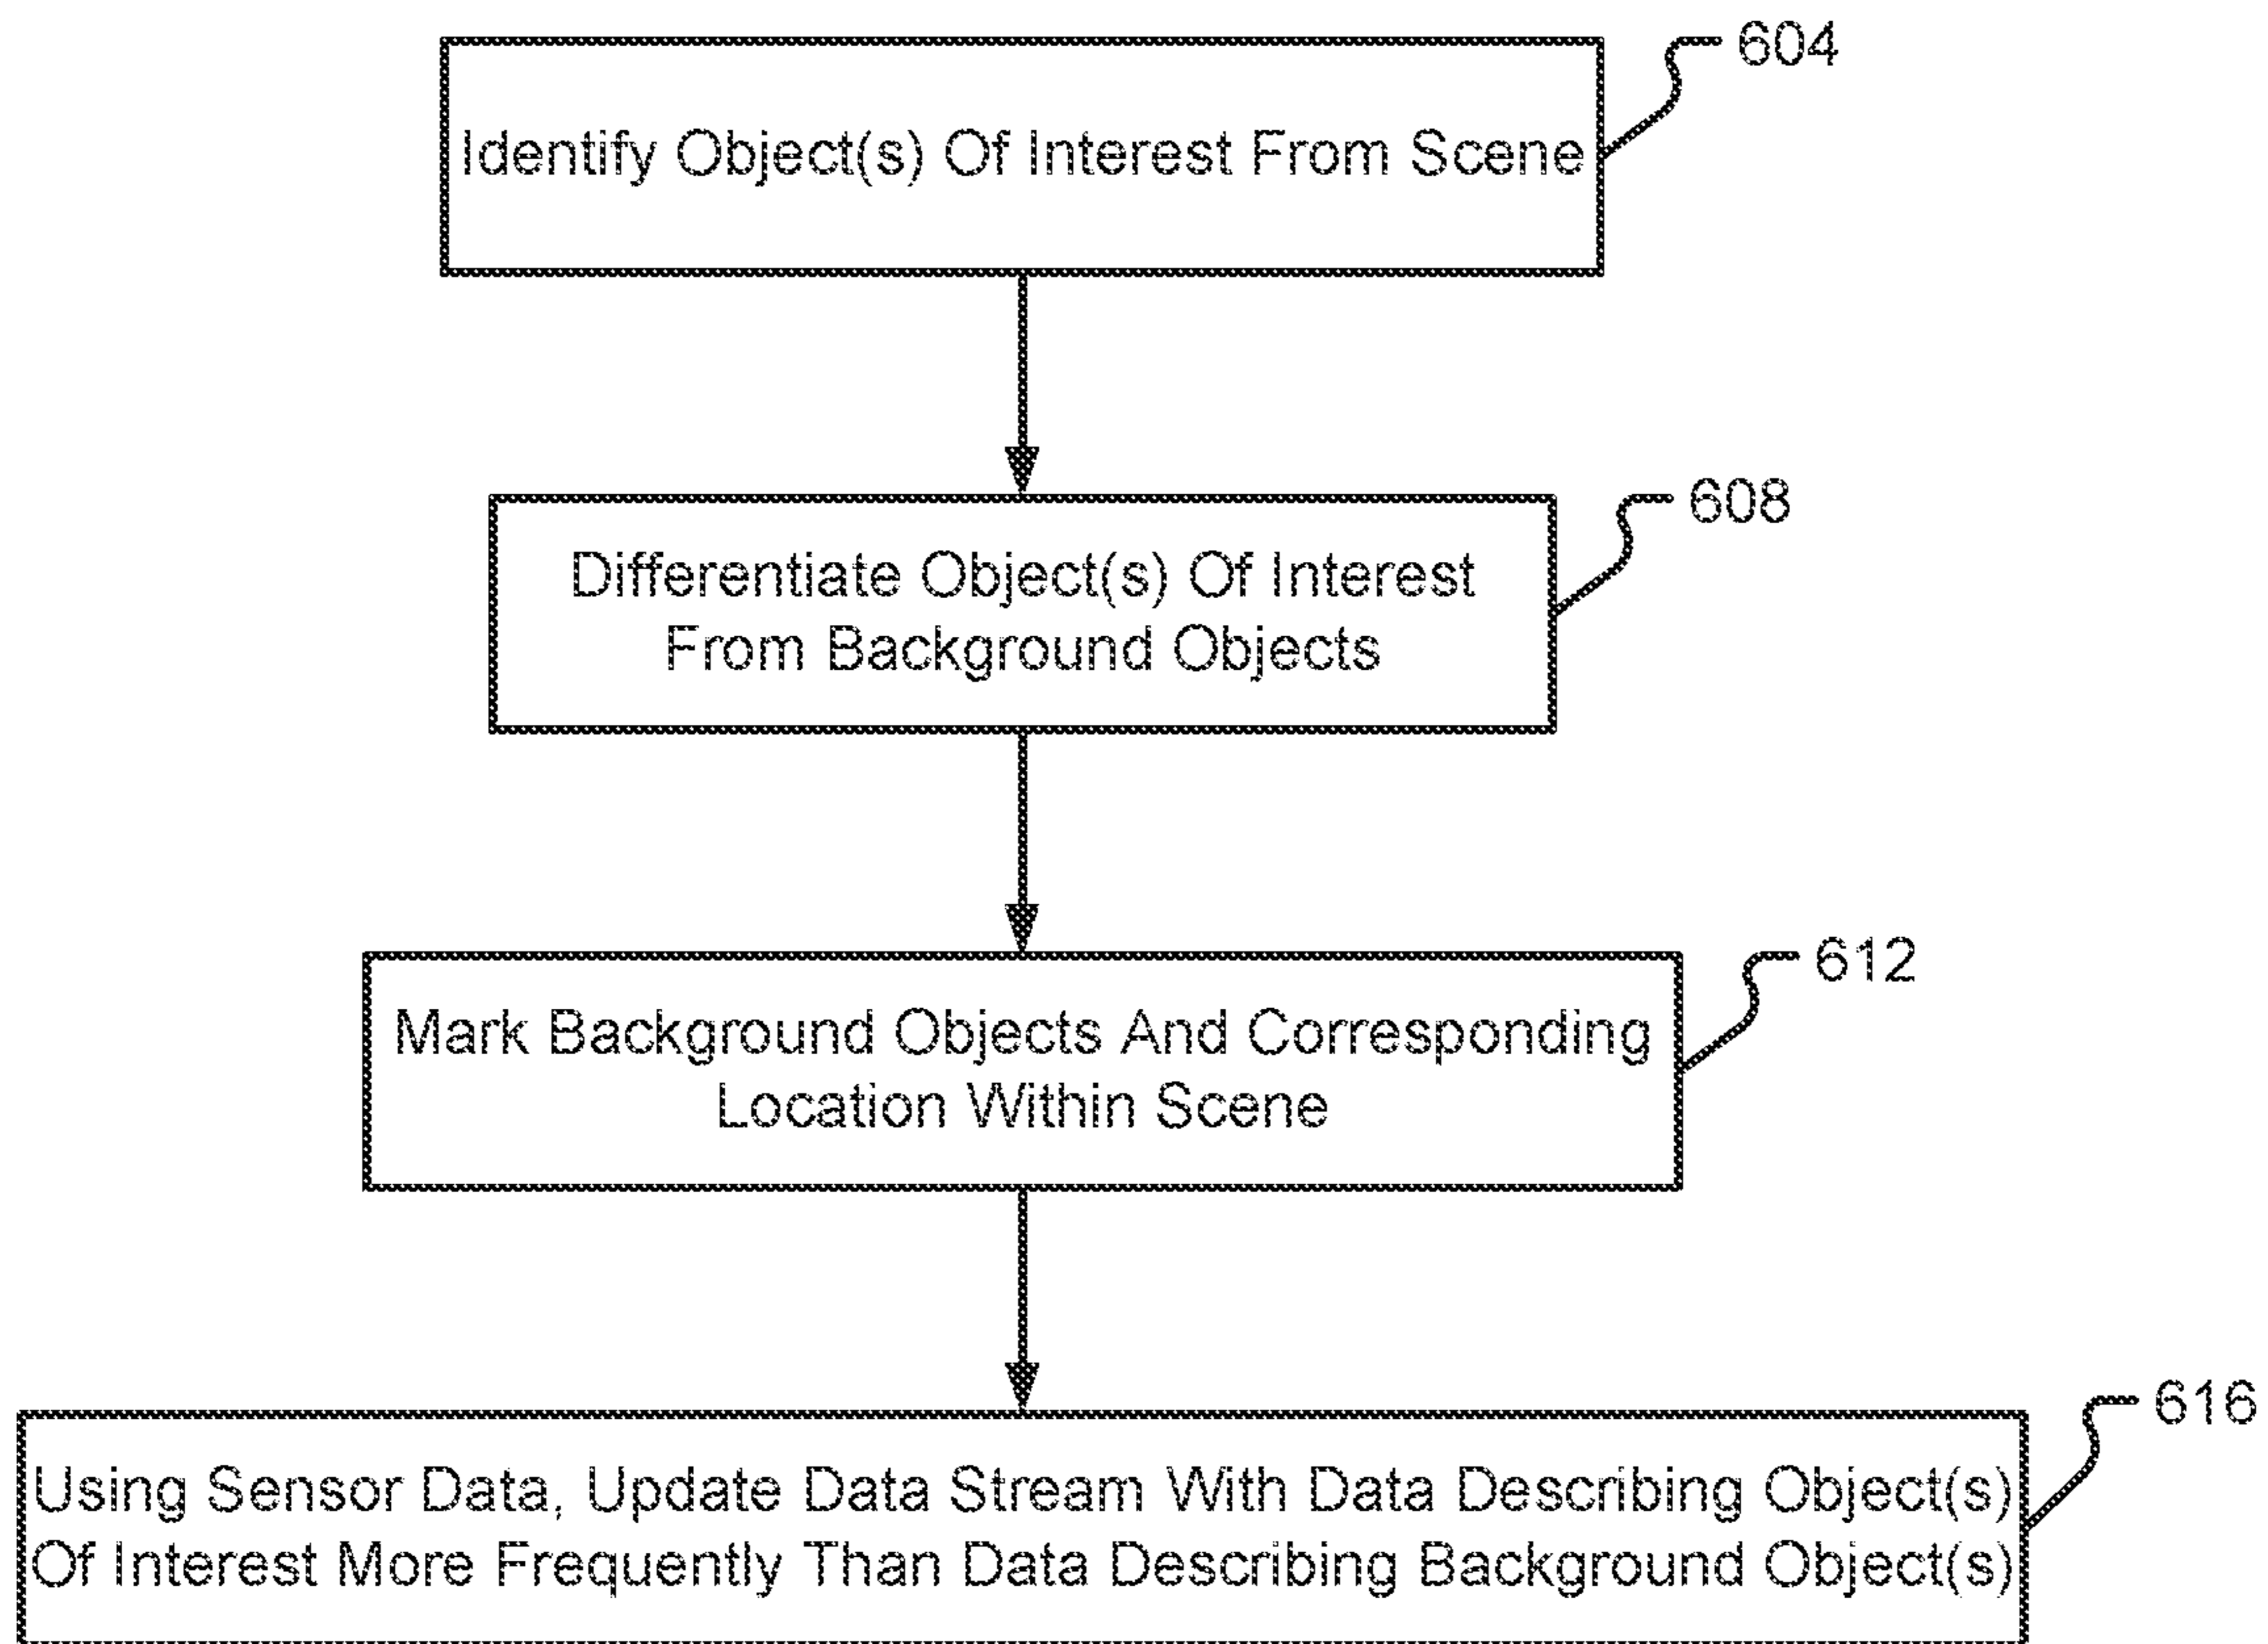 604
Identify Object(s) Of Interest From Scene
608
Differentiate Object(s) Of Interest
From Background Objects
612
Mark Background Objects And Corresponding
Location Within Scene
616
Using Sensor Data, Update Data Stream With Data Describing Object(s)
Of Interest More Frequently Than Data Describing Background Object(s)